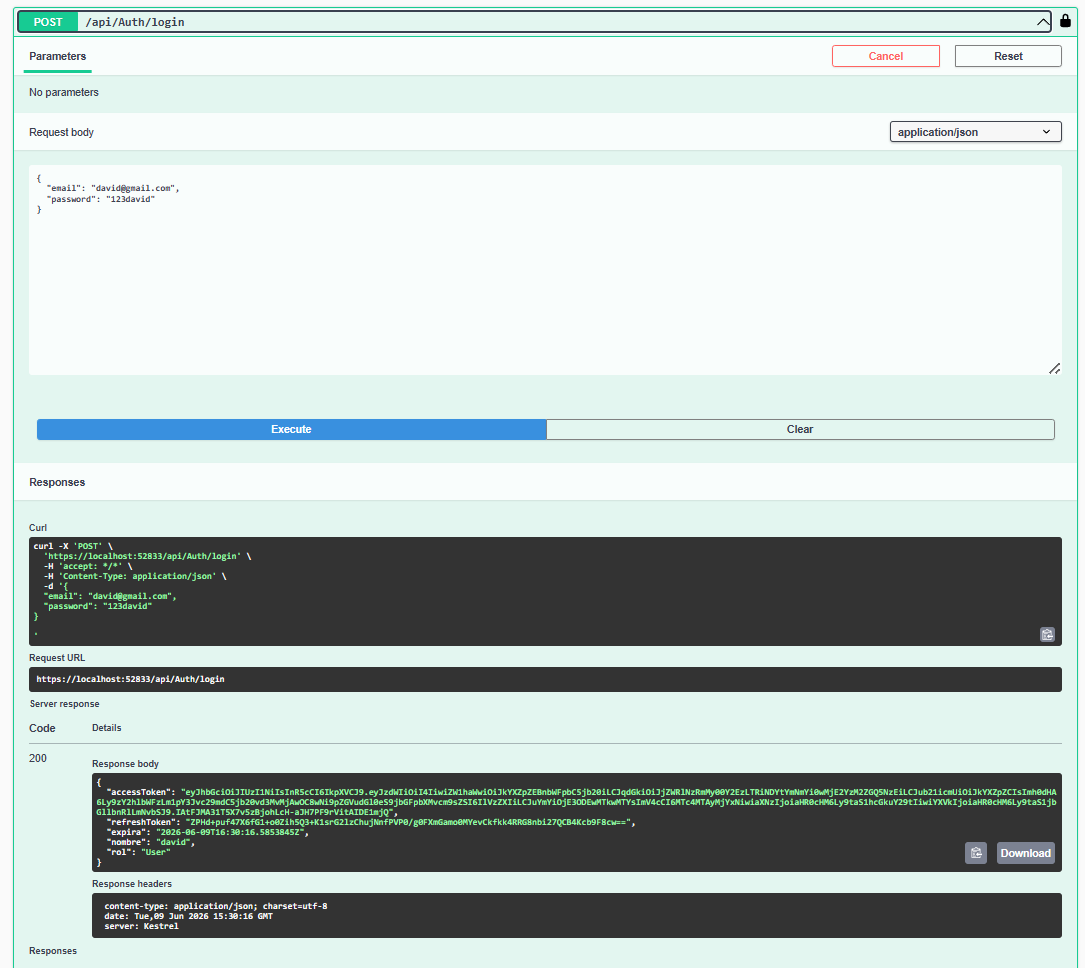 POST /api/Auth/login
Parameters
Cancel
Reset
No parameters
Request body
application/json
{
"email": "david@gmail.com",
"password": "123david"
}
Execute
Clear
Responses
Curl
curl -X 'POST' \
'https://localhost:52833/api/Auth/login' \
-H 'accept: */*' \
-H 'Content-Type: application/json' \
-d '{
"email": "david@gmail.com",
"password": "123david"
}
'
Request URL
https://localhost:52833/api/Auth/login
Server response
Code Details
200
Response body
{
"accessToken":
"refreshToken":
"expira": "2026-06-09T16:30:16.5853845Z",
"nombre": "david",
"rol": "User"
}
Download
Response headers
content-type: application/json; charset=utf-8
date: Tue,09 Jun 2026 15:30:16 GMT
server: Kestrel
Responses